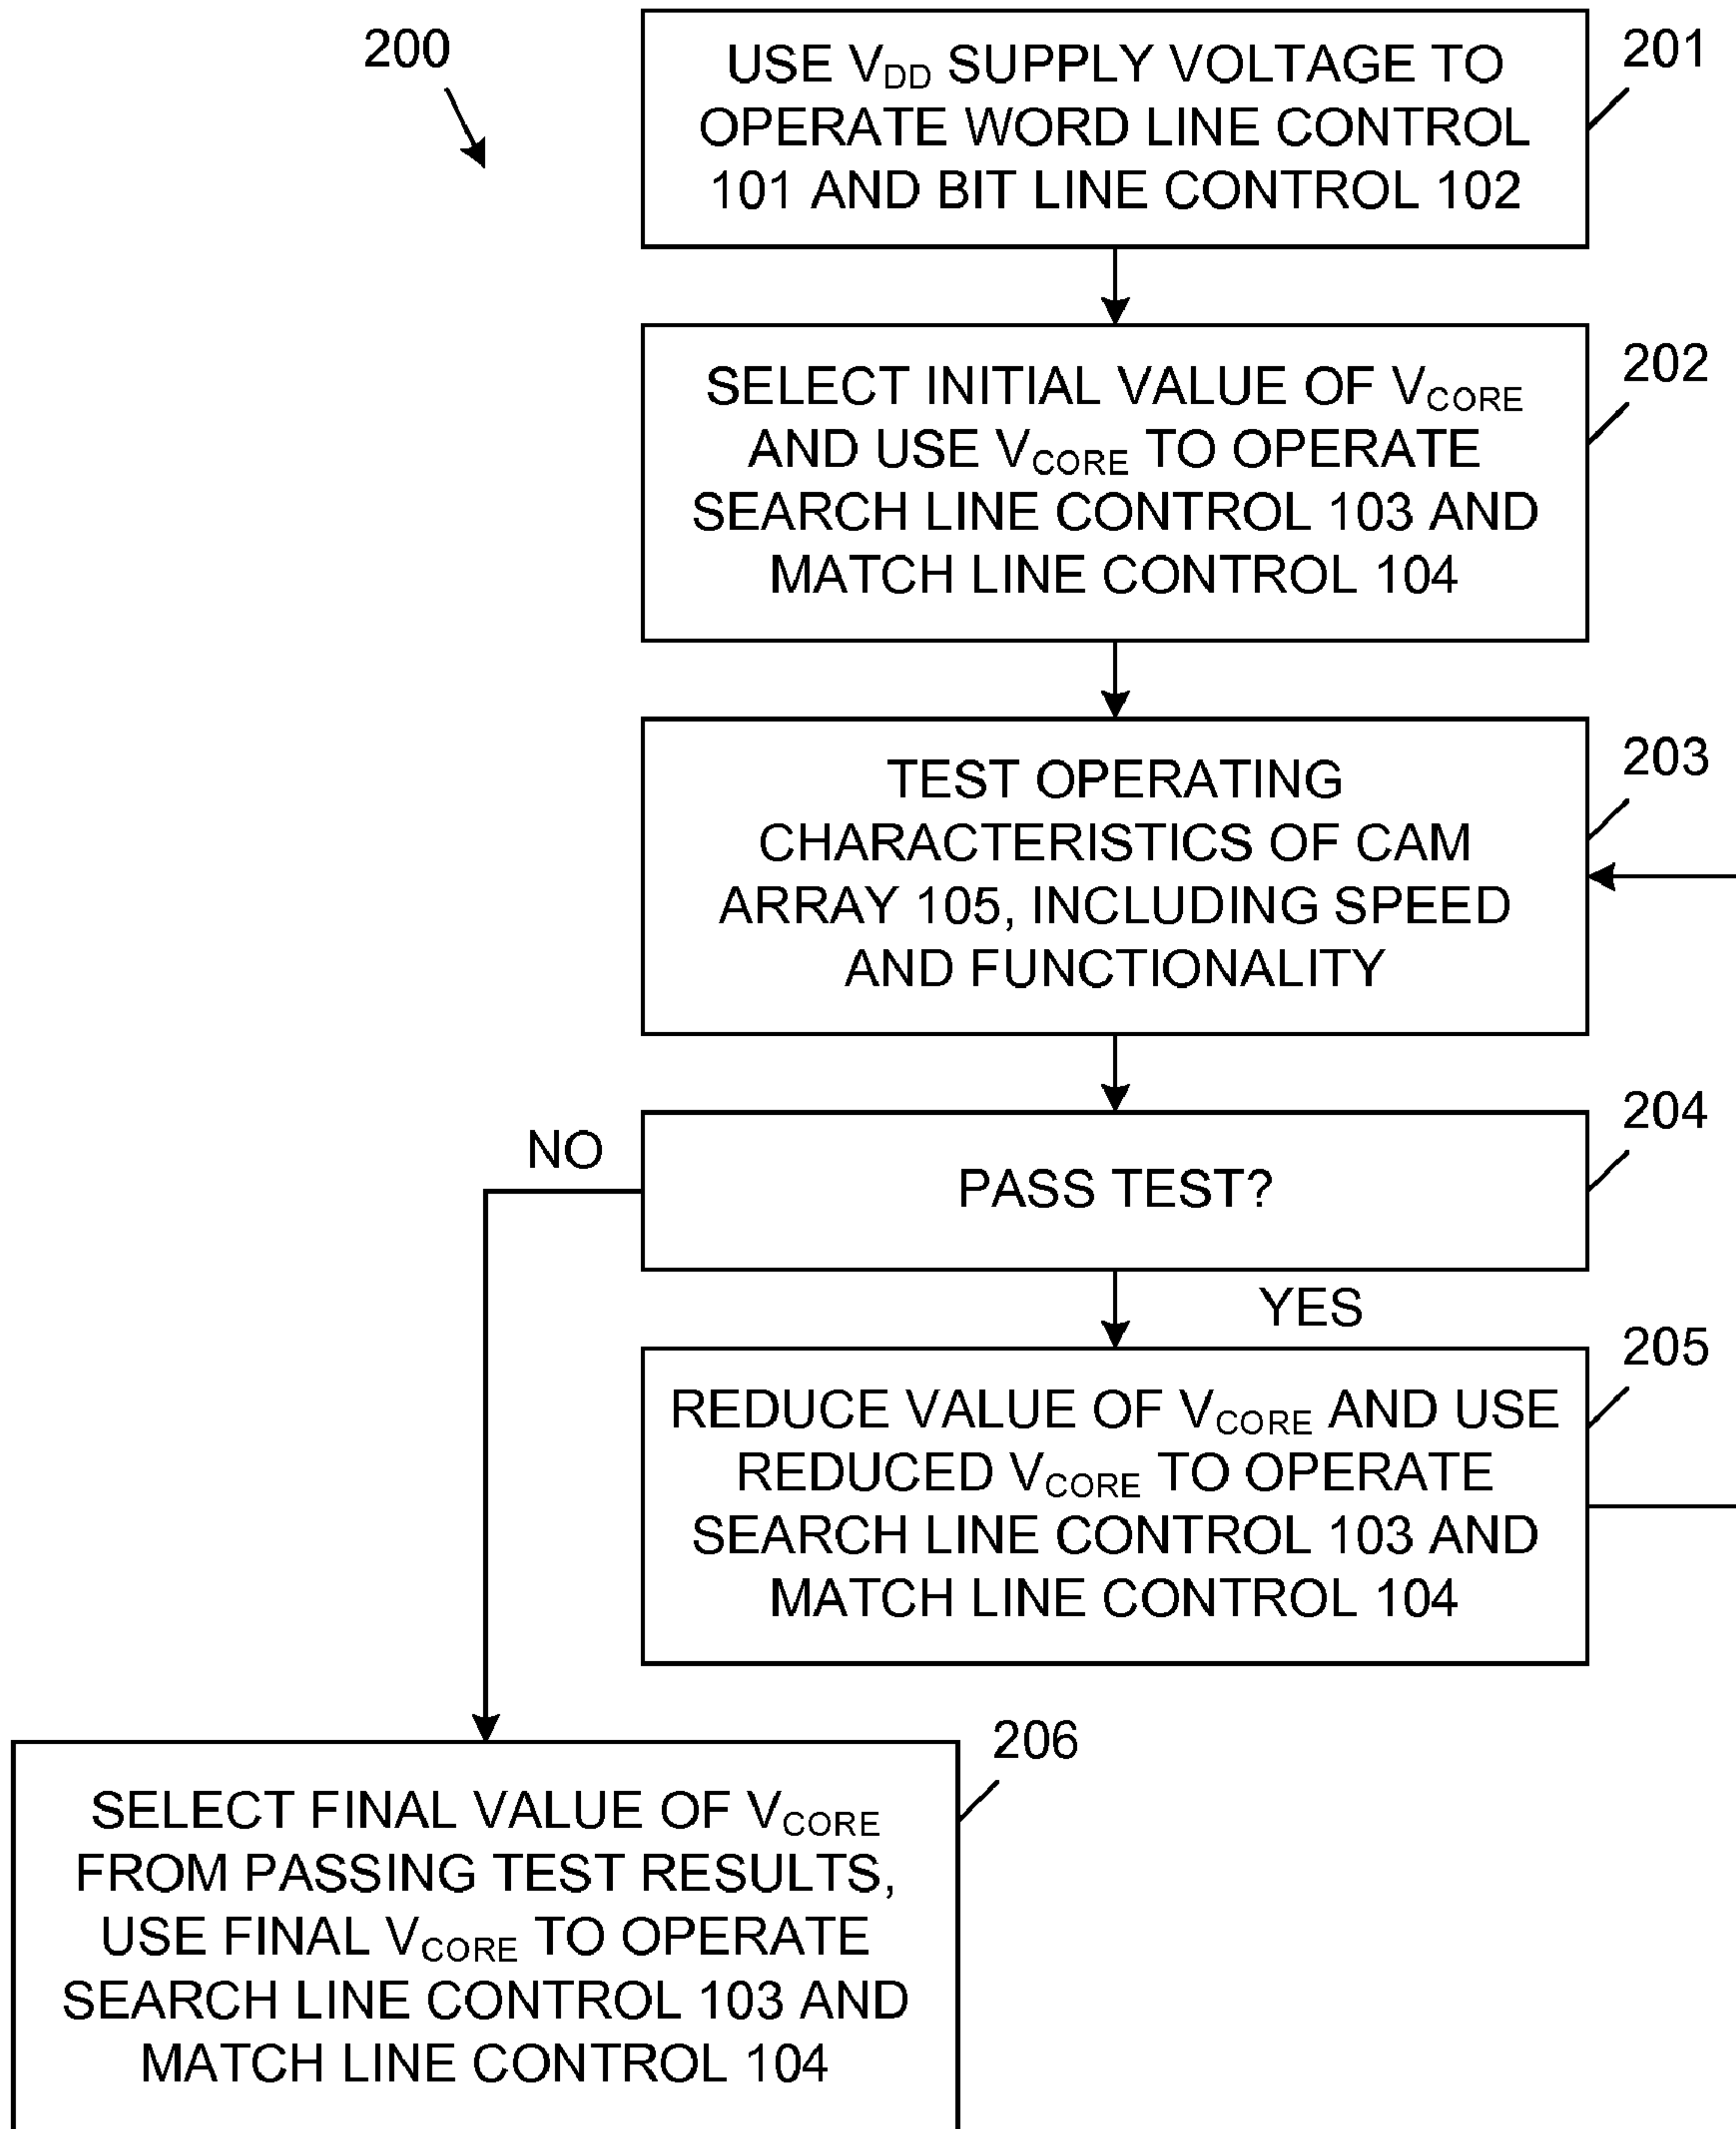 200
USE VDD SUPPLY VOLTAGE TO
OPERATE WORD LINE CONTROL
101 AND BIT LINE CONTROL 102
201
SELECT INITIAL VALUE OF VCORE
AND USE VCORE TO OPERATE
SEARCH LINE CONTROL 103 AND
MATCH LINE CONTROL 104
202
TEST OPERATING
CHARACTERISTICS OF CAM
ARRAY 105, INCLUDING SPEED
AND FUNCTIONALITY
203
PASS TEST?
204
NO
YES
REDUCE VALUE OF VCORE AND USE
REDUCED VCORE TO OPERATE
SEARCH LINE CONTROL 103 AND
MATCH LINE CONTROL 104
205
SELECT FINAL VALUE OF VCORE
FROM PASSING TEST RESULTS,
USE FINAL VCORE TO OPERATE
SEARCH LINE CONTROL 103 AND
MATCH LINE CONTROL 104
206